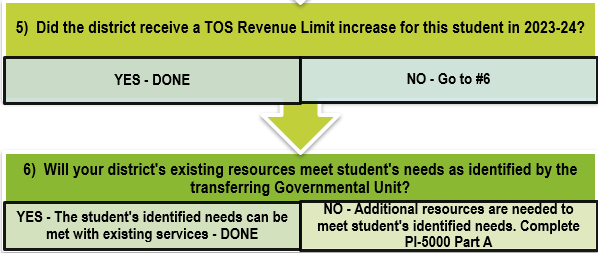 5) Did the district receive a TOS Revenue Limit increase for this student in 2023-24?
YES - DONE
NO - Go to #6
6) Will your district's existing resources meet student's needs as identified by the
transferring Governmental Unit?
YES - The student's identified needs can be
met with existing services - DONE
NO - Additional resources are needed to
meet student's identified needs. Complete
PI-5000 Part A